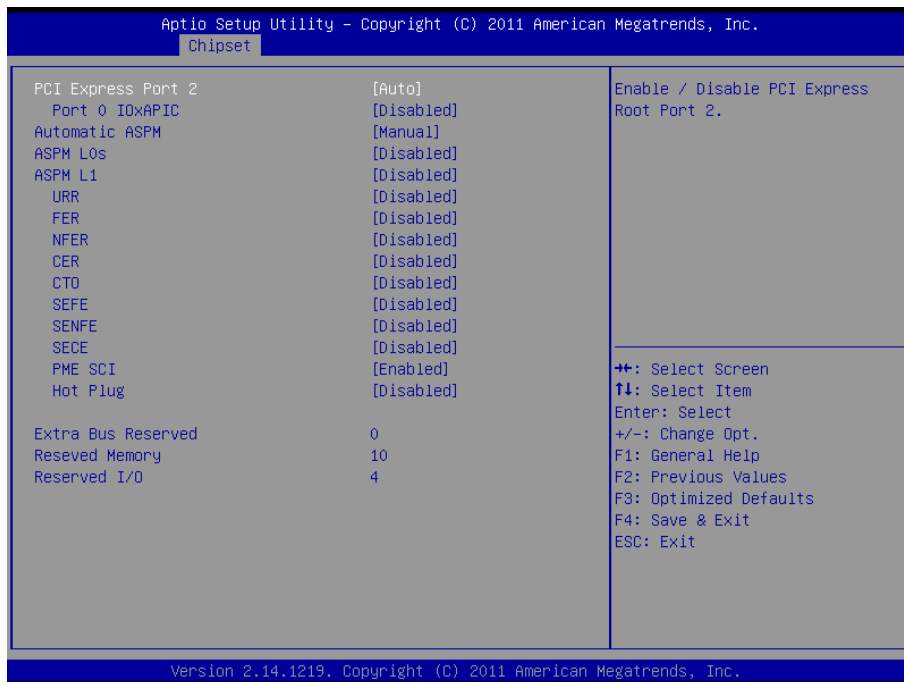 Aptio Setup Utility – Copyright (C) 2011 American Megatrends, Inc.
Chipset
PCI Express Port 2 [Auto]
Port 0 IOxAPIC [Disabled]
Automatic ASPM [Manual]
ASPM L0s [Disabled]
ASPM L1 [Disabled]
URR [Disabled]
FER [Disabled]
NFER [Disabled]
CER [Disabled]
CTO [Disabled]
SEFE [Disabled]
SENFE [Disabled]
SECE [Disabled]
PME SCI [Enabled]
Hot Plug [Disabled]
Extra Bus Reserved 0
Reseved Memory 10
Reserved I/O 4
Enable / Disable PCI Express
Root Port 2.
→←: Select Screen
↑↓: Select Item
Enter: Select
+/-: Change Opt.
F1: General Help
F2: Previous Values
F3: Optimized Defaults
F4: Save & Exit
ESC: Exit
Version 2.14.1219. Copyright (C) 2011 American Megatrends, Inc.